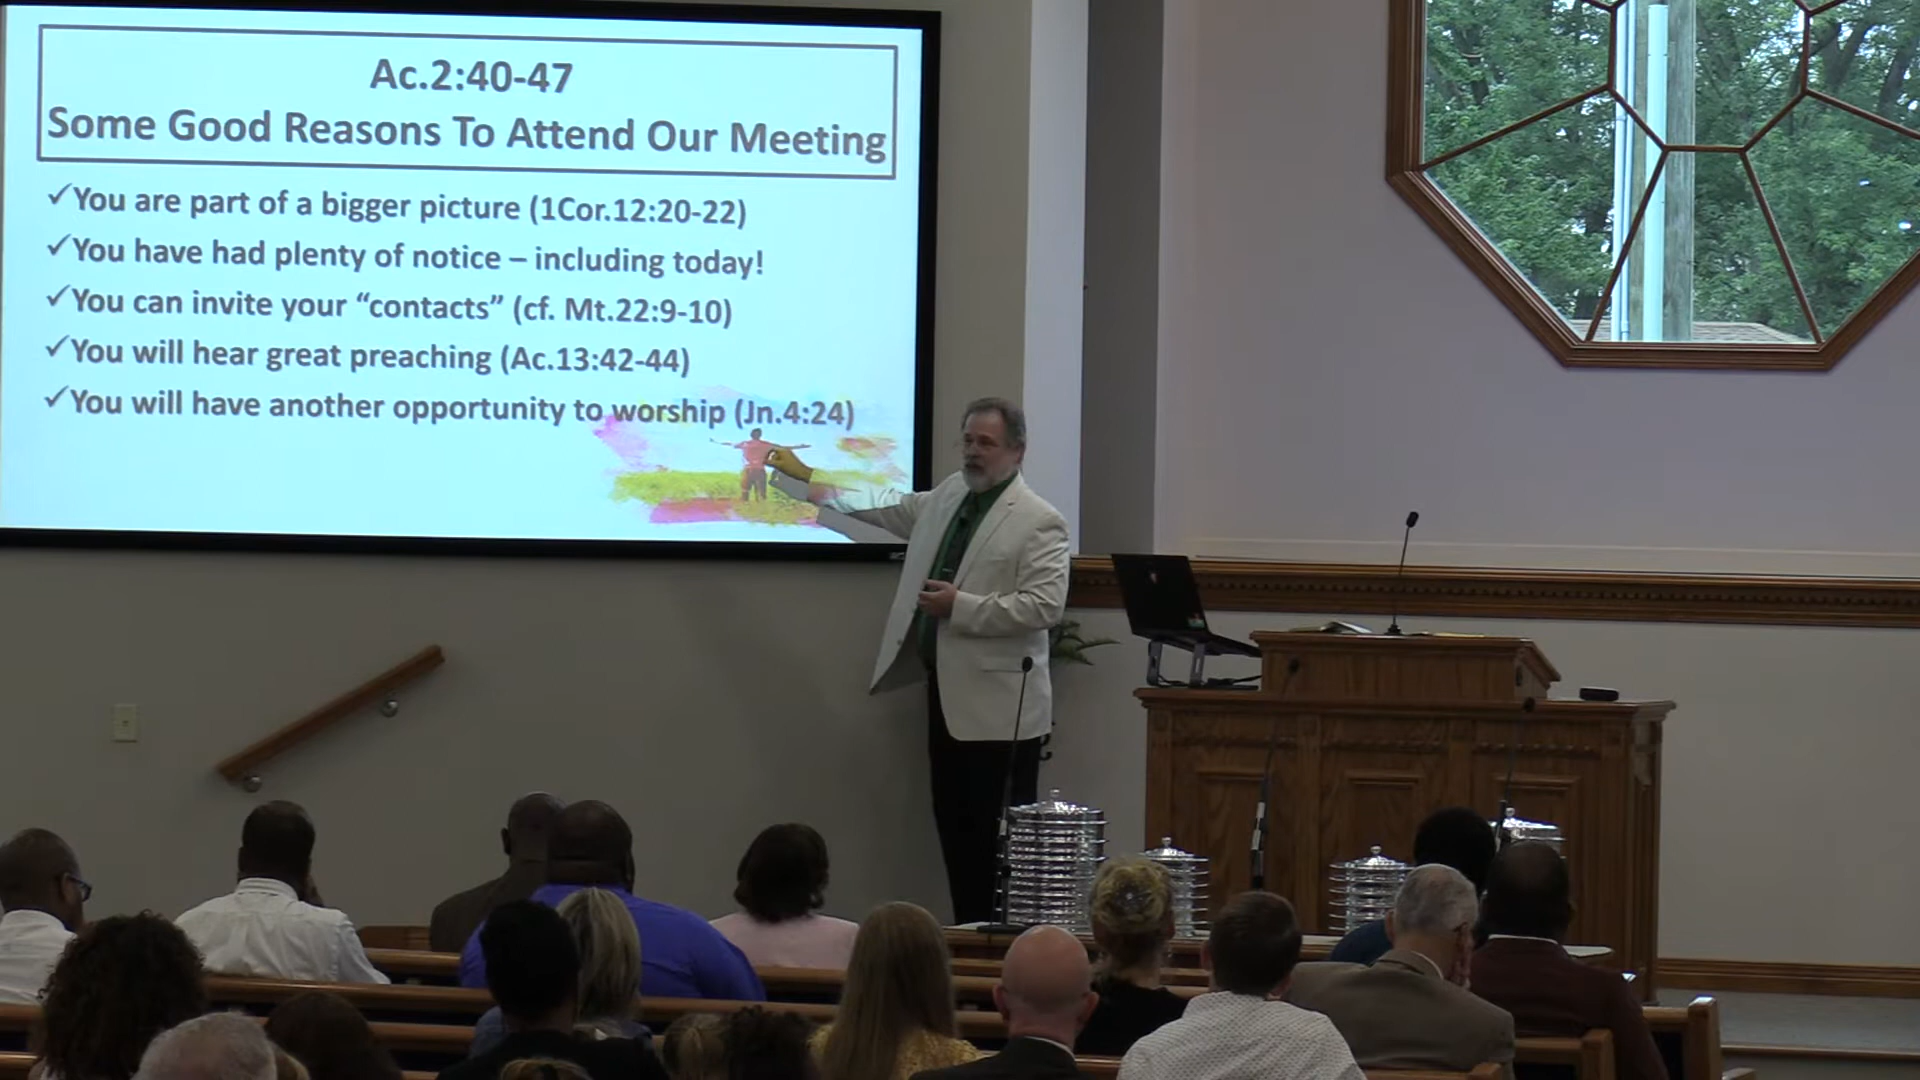 Ac.2:40-47
Some Good Reasons To Attend Our Meeting
✓You are part of a bigger picture (1Cor.12:20-22)
✓You have had plenty of notice – including today!
✓You can invite your “contacts” (cf. Mt.22:9-10)
✓You will hear great preaching (Ac.13:42-44)
✓You will have another opportunity to worship (Jn.4:24)